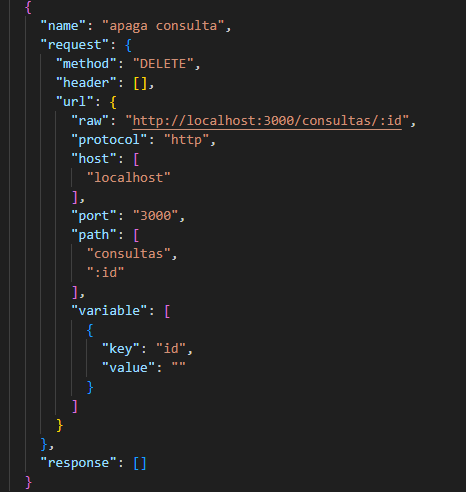 {
"name": "apaga consulta",
"request": {
"method": "DELETE",
"header": [],
"url": {
"raw": "http://localhost:3000/consultas/:id",
"protocol": "http",
"host": [
"localhost"
],
"port": "3000",
"path": [
"consultas",
":id"
],
"variable": [
{
"key": "id",
"value": ""
}
]
}
},
"response": []
}